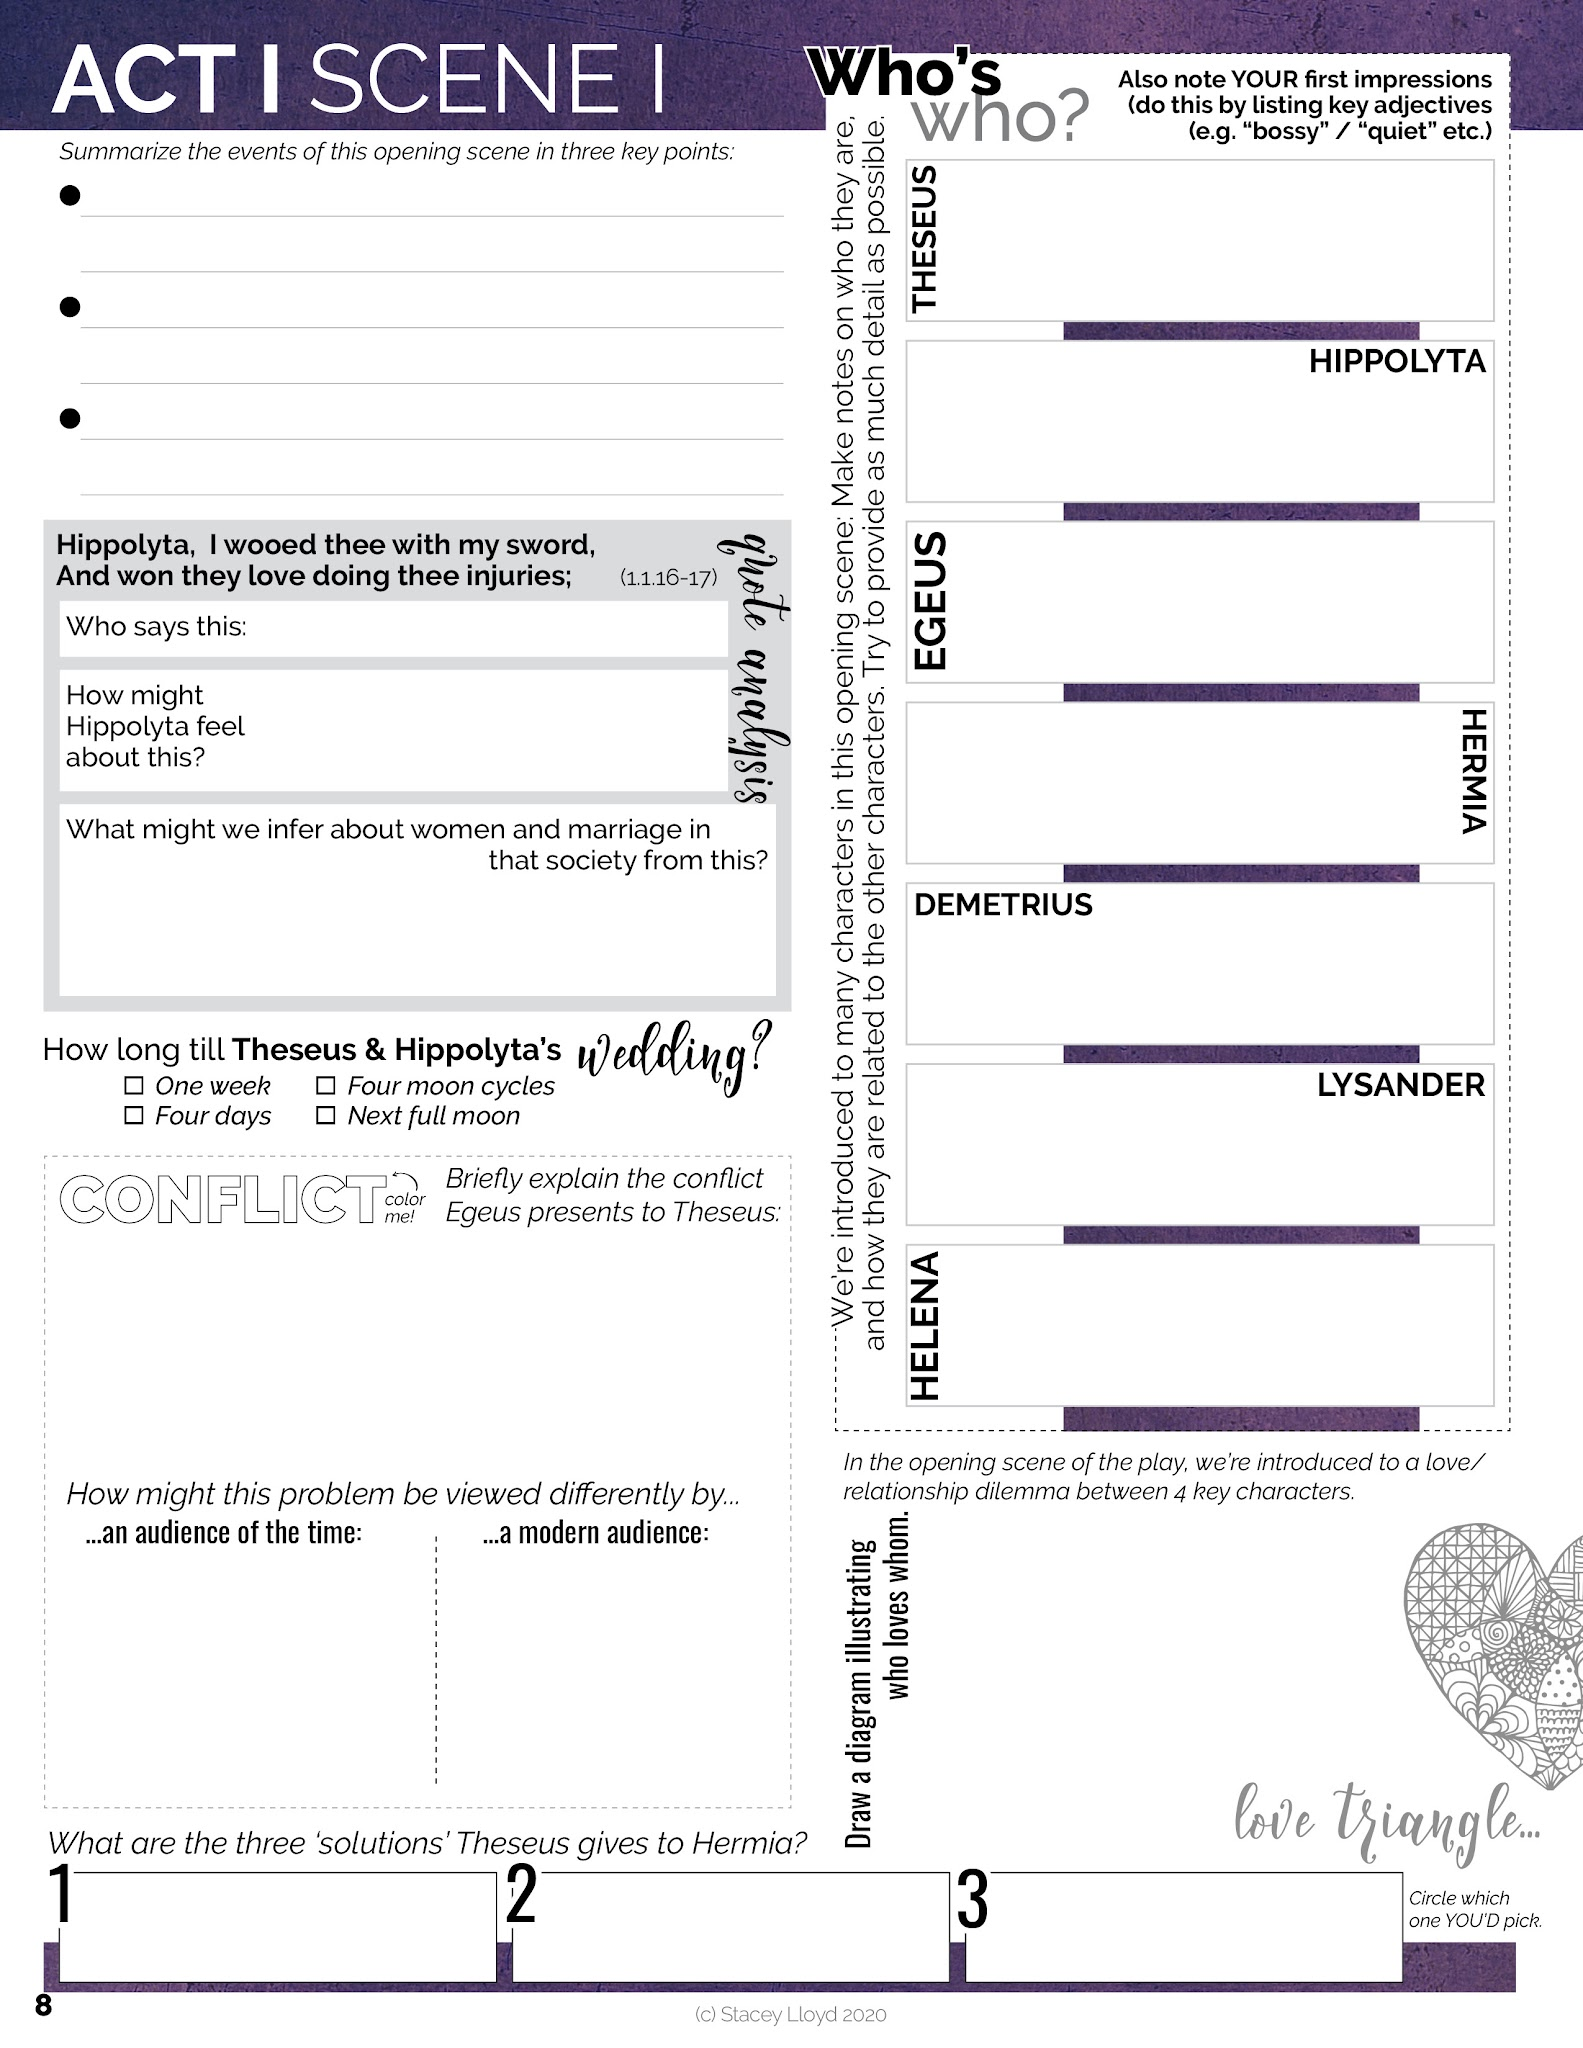 ACT I SCENE I
Summarize the events of this opening scene in three key points:
Hippolyta, I wooed thee with my sword,
And won they love doing thee injuries; (1.1.16-17)
quote analysis
Who says this:
How might
Hippolyta feel
about this?
What might we infer about women and marriage in
that society from this?
How long till Theseus & Hippolyta's wedding?
☐ One week ☐ Four moon cycles
☐ Four days ☐ Next full moon
CONFLICT color
me!
Briefly explain the conflict
Egeus presents to Theseus:
How might this problem be viewed differently by...
...an audience of the time: ...a modern audience:
Who's
who?
Also note YOUR first impressions
(do this by listing key adjectives
(e.g. “bossy” / “quiet” etc.)
We're introduced to many characters in this opening scene: Make notes on who they are,
and how they are related to the other characters. Try to provide as much detail as possible.
THESEUS
HIPPOLYTA
EGEUS
HERMIA
DEMETRIUS
LYSANDER
HELENA
In the opening scene of the play, we're introduced to a love/
relationship dilemma between 4 key characters.
Draw a diagram illustrating
who loves whom.
love triangle...
What are the three ‘solutions’ Theseus gives to Hermia?
1 2 3
Circle which
one YOU'D pick.
8
(c) Stacey Lloyd 2020